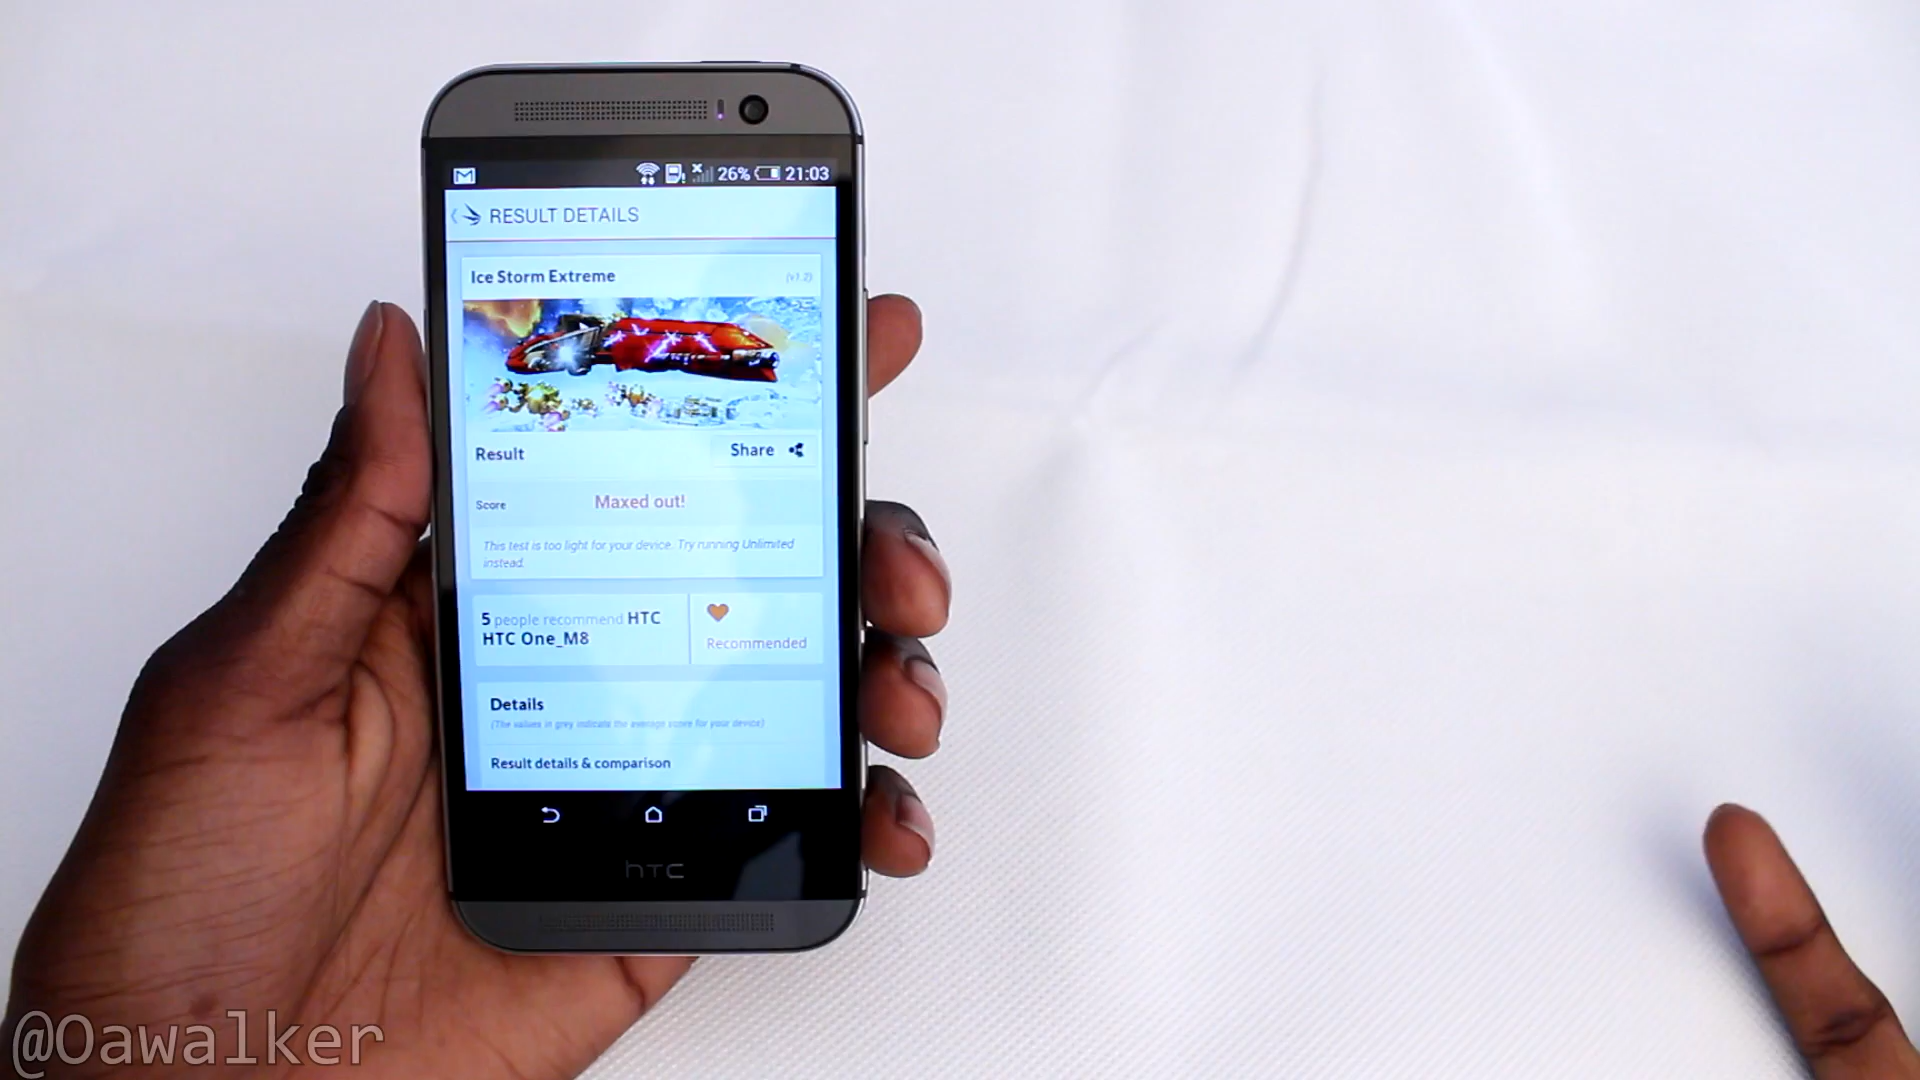 26% 21:03
RESULT DETAILS
Ice Storm Extreme (v1.2)
Result Share
Score Maxed out!
This test is too light for your device. Try running Unlimited
instead.
5 people recommend HTC
HTC One_M8
Recommended
Details
(The values in grey indicate the average score for your device)
Result details & comparison
hTC
@Oawalker